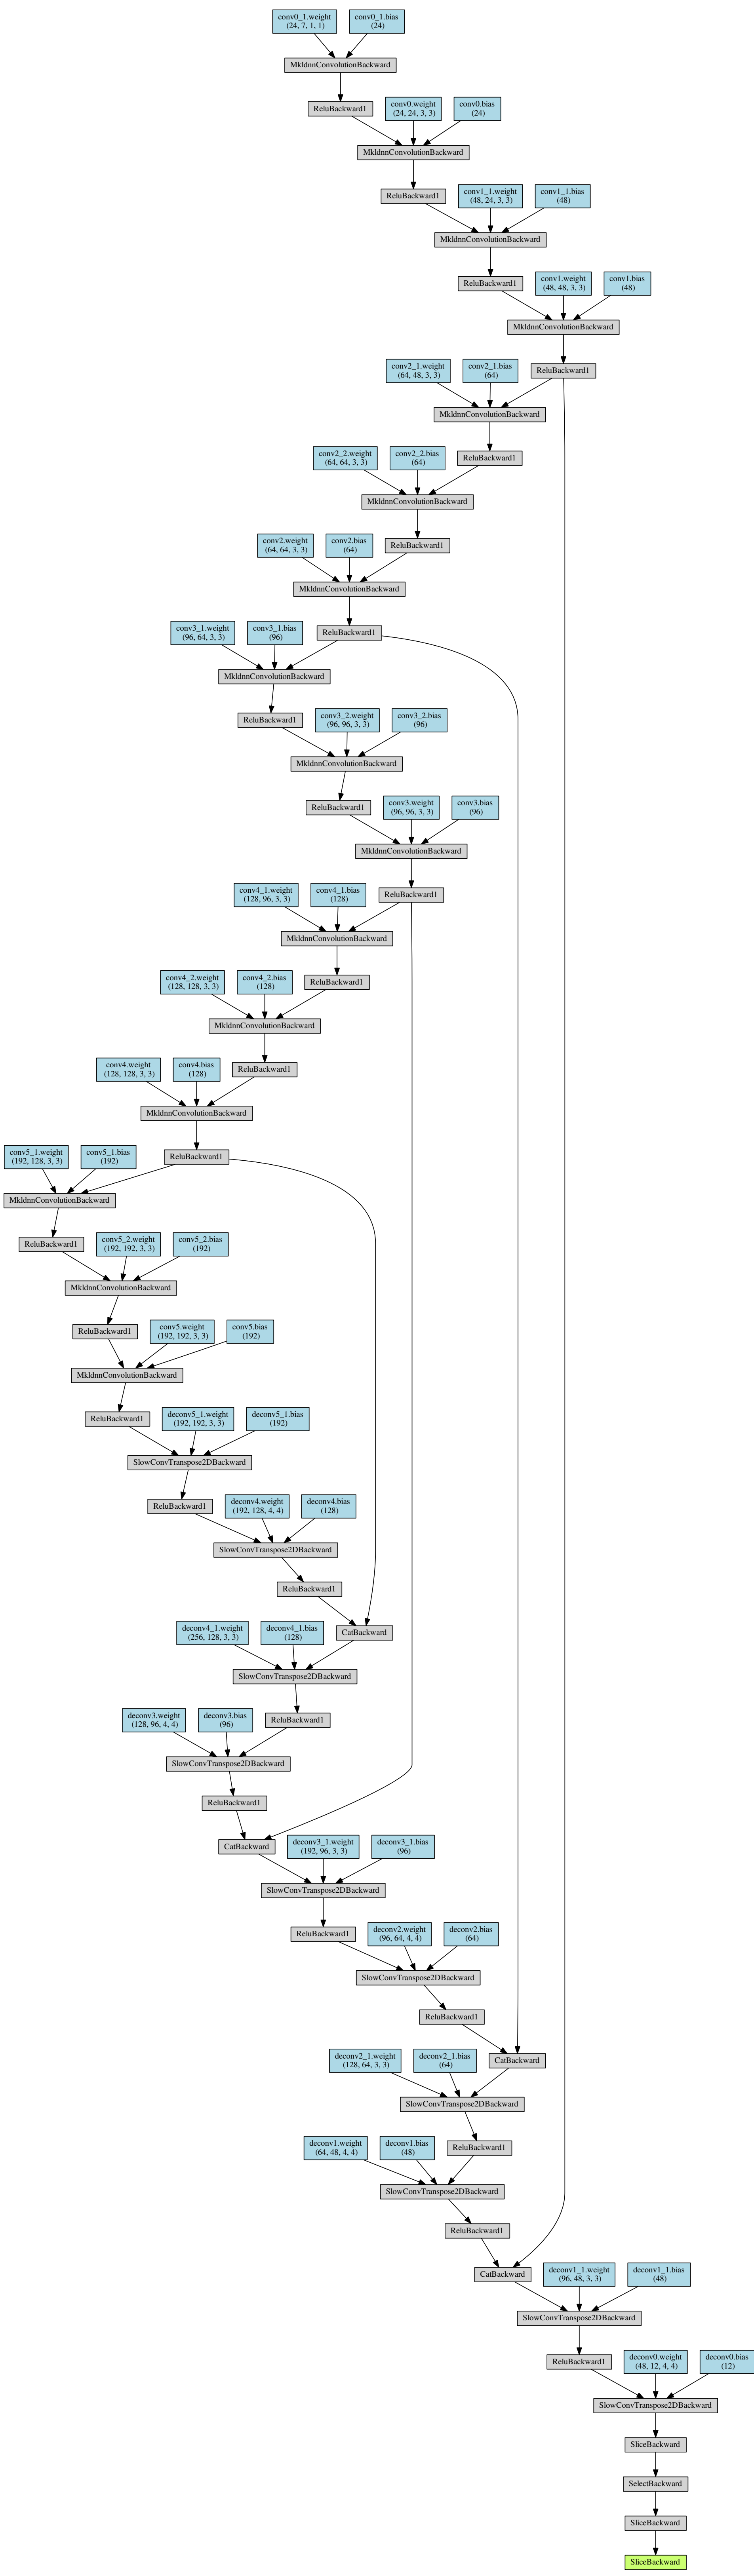 conv0_1.weight
(24, 7, 1, 1)
conv0_1.bias
(24)
MkldnnConvolutionBackward
ReluBackward1
conv0.weight
(24, 24, 3, 3)
conv0.bias
(24)
MkldnnConvolutionBackward
ReluBackward1
conv1_1.weight
(48, 24, 3, 3)
conv1_1.bias
(48)
MkldnnConvolutionBackward
ReluBackward1
conv1.weight
(48, 48, 3, 3)
conv1.bias
(48)
MkldnnConvolutionBackward
conv2_1.weight
(64, 48, 3, 3)
conv2_1.bias
(64)
ReluBackward1
MkldnnConvolutionBackward
conv2_2.weight
(64, 64, 3, 3)
conv2_2.bias
(64)
ReluBackward1
MkldnnConvolutionBackward
conv2.weight
(64, 64, 3, 3)
conv2.bias
(64)
ReluBackward1
MkldnnConvolutionBackward
conv3_1.weight
(96, 64, 3, 3)
conv3_1.bias
(96)
ReluBackward1
MkldnnConvolutionBackward
ReluBackward1
conv3_2.weight
(96, 96, 3, 3)
conv3_2.bias
(96)
MkldnnConvolutionBackward
ReluBackward1
conv3.weight
(96, 96, 3, 3)
conv3.bias
(96)
MkldnnConvolutionBackward
conv4_1.weight
(128, 96, 3, 3)
conv4_1.bias
(128)
ReluBackward1
MkldnnConvolutionBackward
conv4_2.weight
(128, 128, 3, 3)
conv4_2.bias
(128)
ReluBackward1
MkldnnConvolutionBackward
conv4.weight
(128, 128, 3, 3)
conv4.bias
(128)
ReluBackward1
MkldnnConvolutionBackward
conv5_1.weight
(192, 128, 3, 3)
conv5_1.bias
(192)
ReluBackward1
MkldnnConvolutionBackward
ReluBackward1
conv5_2.weight
(192, 192, 3, 3)
conv5_2.bias
(192)
MkldnnConvolutionBackward
ReluBackward1
conv5.weight
(192, 192, 3, 3)
conv5.bias
(192)
MkldnnConvolutionBackward
ReluBackward1
deconv5_1.weight
(192, 192, 3, 3)
deconv5_1.bias
(192)
SlowConvTranspose2DBackward
ReluBackward1
deconv4.weight
(192, 128, 4, 4)
deconv4.bias
(128)
SlowConvTranspose2DBackward
ReluBackward1
deconv4_1.weight
(256, 128, 3, 3)
deconv4_1.bias
(128)
CatBackward
SlowConvTranspose2DBackward
deconv3.weight
(128, 96, 4, 4)
deconv3.bias
(96)
ReluBackward1
SlowConvTranspose2DBackward
ReluBackward1
CatBackward
deconv3_1.weight
(192, 96, 3, 3)
deconv3_1.bias
(96)
SlowConvTranspose2DBackward
ReluBackward1
deconv2.weight
(96, 64, 4, 4)
deconv2.bias
(64)
SlowConvTranspose2DBackward
ReluBackward1
deconv2_1.weight
(128, 64, 3, 3)
deconv2_1.bias
(64)
CatBackward
SlowConvTranspose2DBackward
deconv1.weight
(64, 48, 4, 4)
deconv1.bias
(48)
ReluBackward1
SlowConvTranspose2DBackward
ReluBackward1
CatBackward
deconv1_1.weight
(96, 48, 3, 3)
deconv1_1.bias
(48)
SlowConvTranspose2DBackward
ReluBackward1
deconv0.weight
(48, 12, 4, 4)
deconv0.bias
(12)
SlowConvTranspose2DBackward
SliceBackward
SelectBackward
SliceBackward
SliceBackward